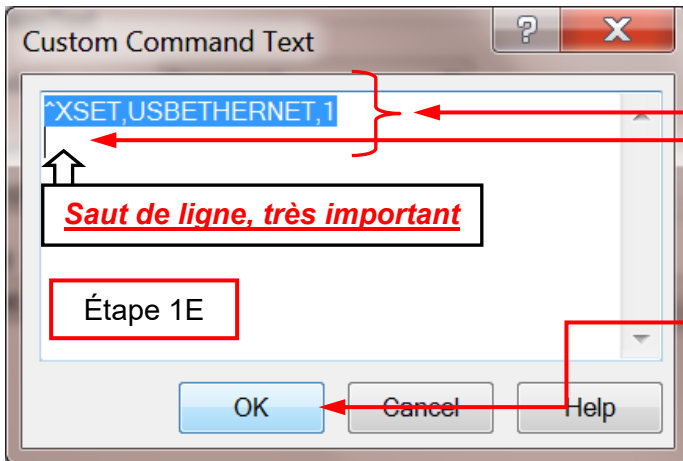 Custom Command Text
?
X
^XSET,USBETHERNET,1
Saut de ligne, très important
Étape 1E
OK
Cancel
Help